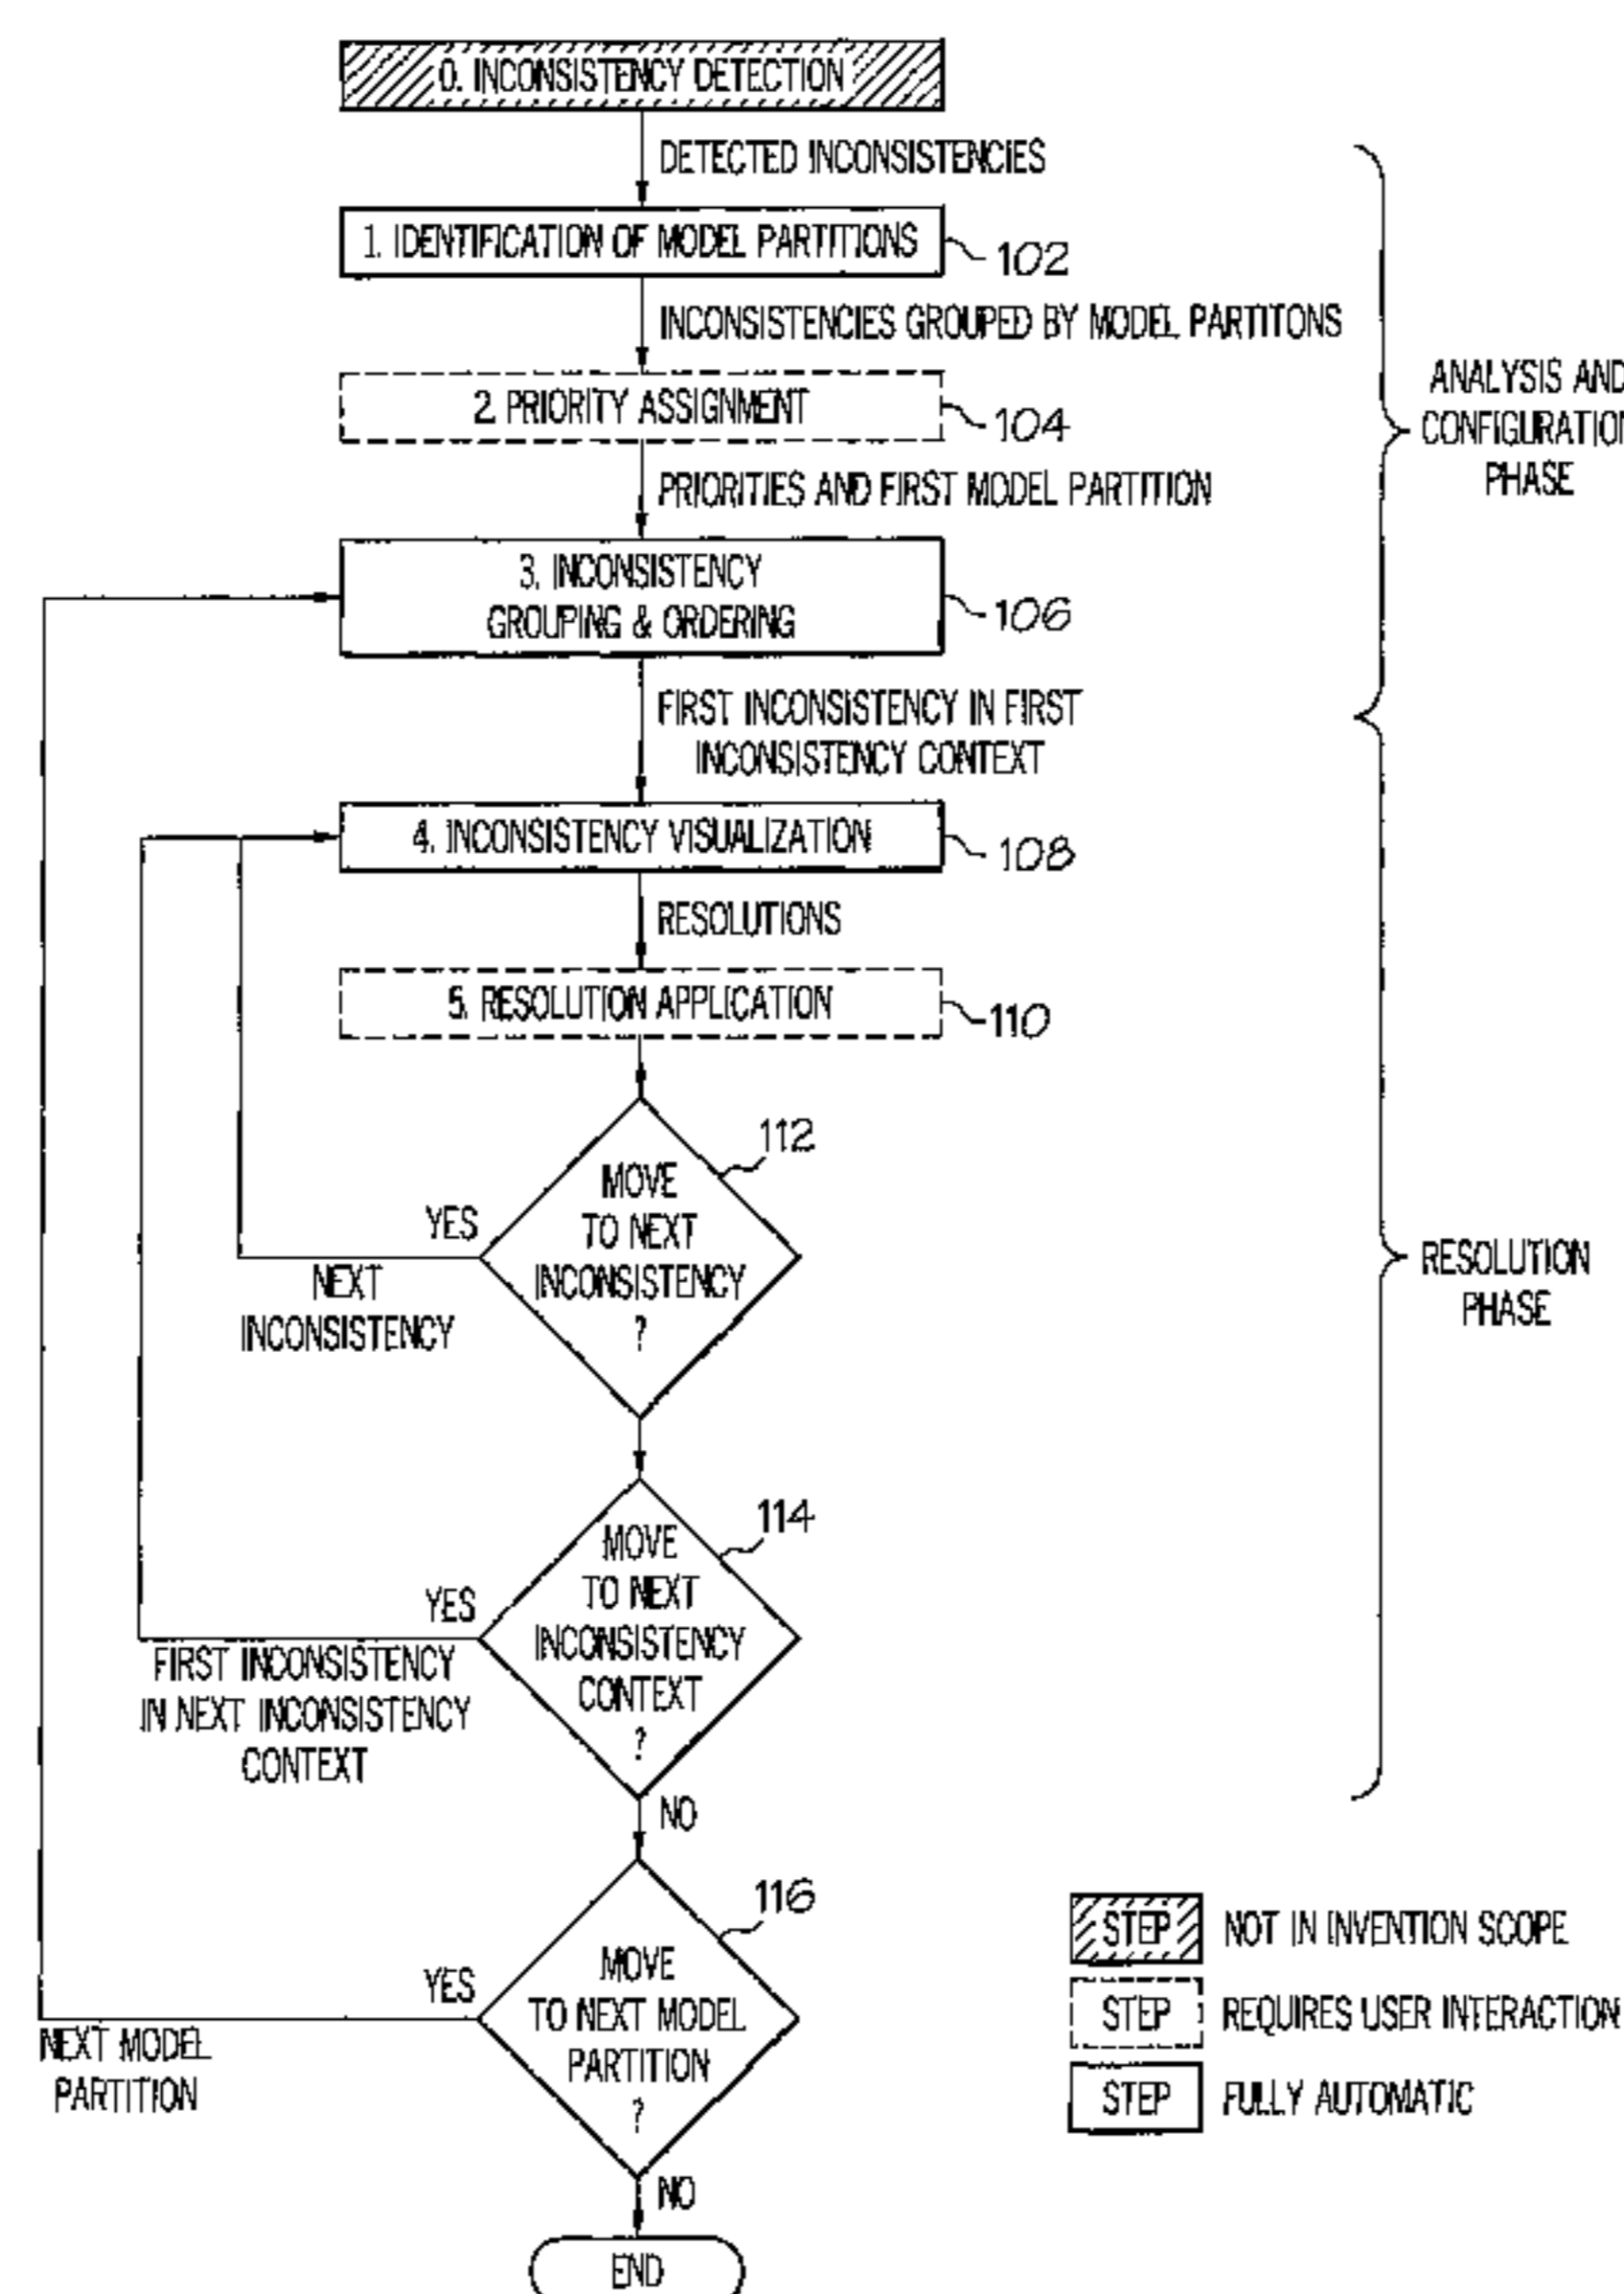 0. INCONSISTENCY DETECTION
DETECTED INCONSISTENCIES
1. IDENTIFICATION OF MODEL PARTITIONS
102
INCONSISTENCIES GROUPED BY MODEL PARTITONS
2. PRIORITY ASSIGNMENT
104
PRIORITIES AND FIRST MODEL PARTITION
3. INCONSISTENCY
GROUPING & ORDERING
106
FIRST INCONSISTENCY IN FIRST
INCONSISTENCY CONTEXT
4. INCONSISTENCY VISUALIZATION
108
RESOLUTIONS
5. RESOLUTION APPLICATION
110
ANALYSIS AND
CONFIGURATION
PHASE
112
MOVE
TO NEXT
INCONSISTENCY
?
YES
NEXT
INCONSISTENCY
RESOLUTION
PHASE
114
MOVE
TO NEXT
INCONSISTENCY
CONTEXT
?
YES
FIRST INCONSISTENCY
IN NEXT INCONSISTENCY
CONTEXT
NO
116
MOVE
TO NEXT MODEL
PARTITION
?
YES
NEXT MODEL
PARTITION
NO
END
STEP NOT IN INVENTION SCOPE
STEP REQUIRES USER INTERACTION
STEP FULLY AUTOMATIC